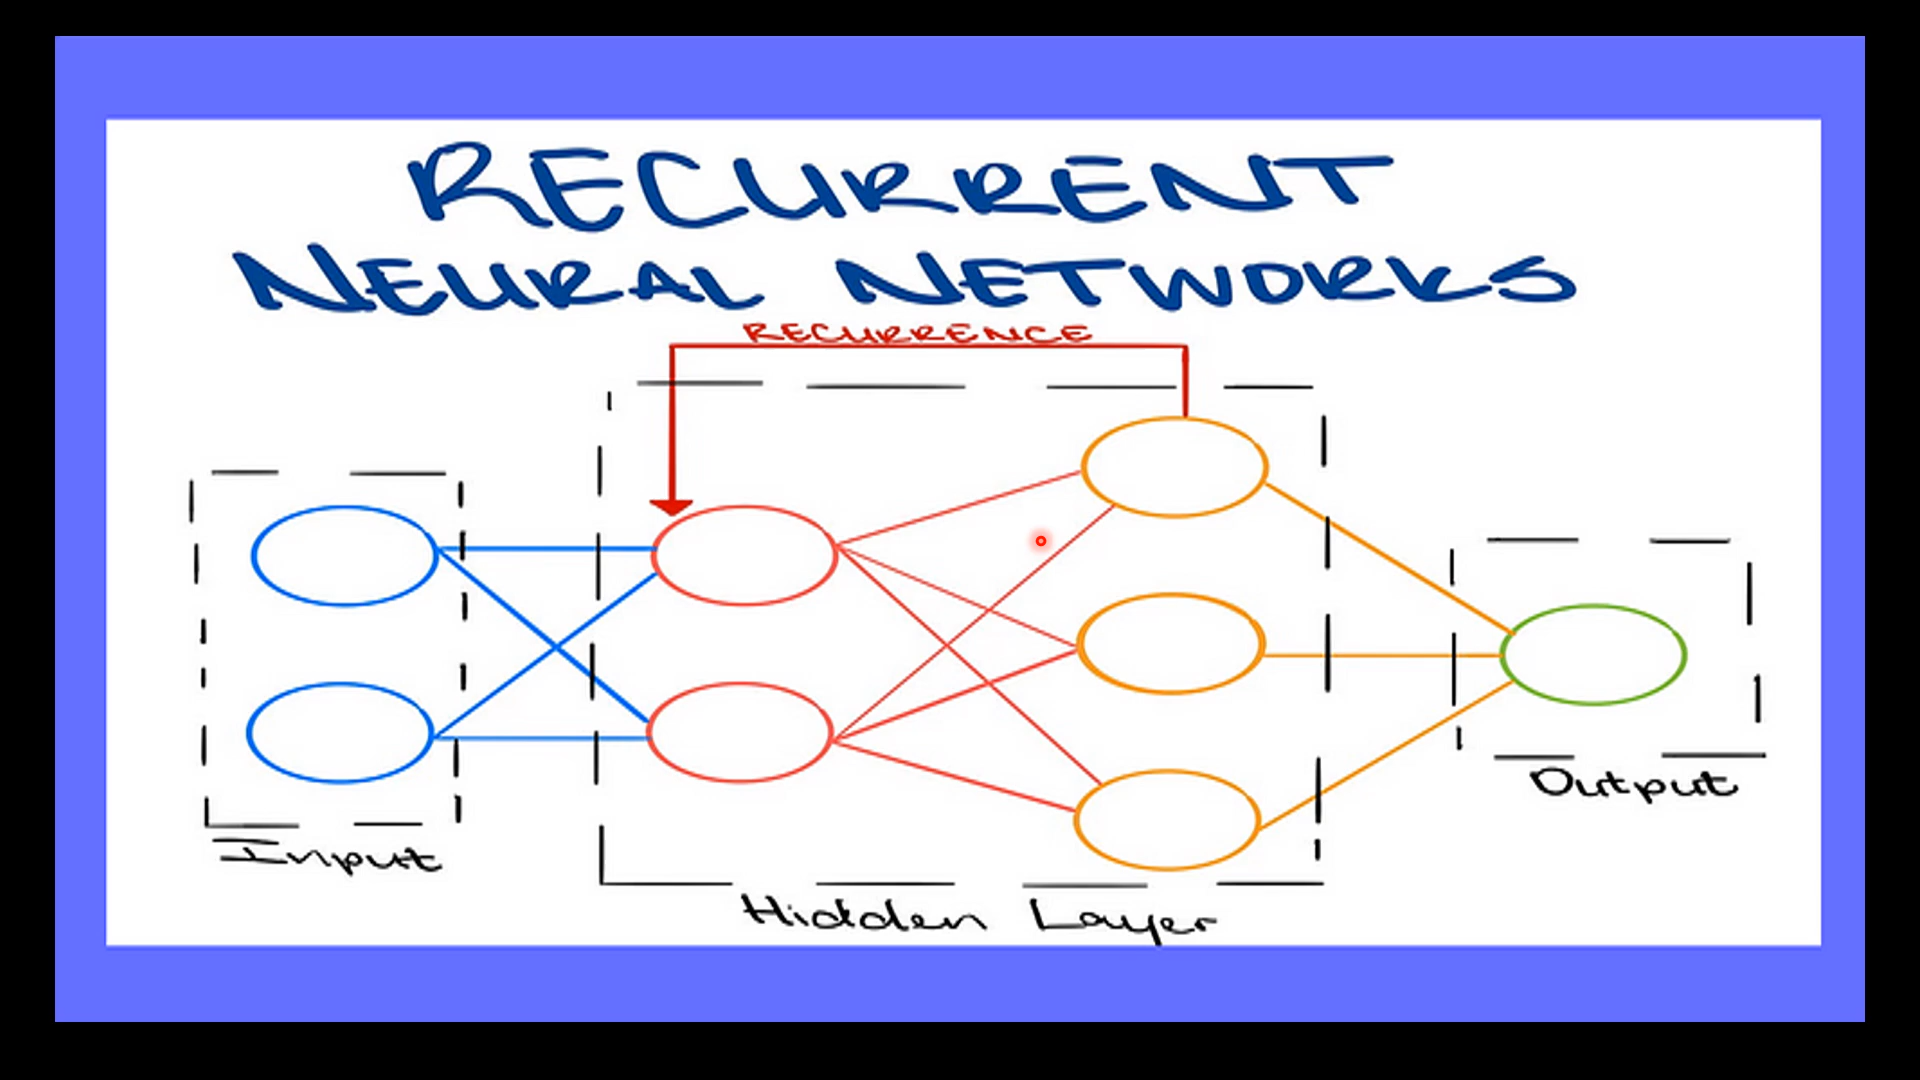 RECURRENT
NEURAL NETWORKS
RECURRENCE
Input
Hidden Layer
Output